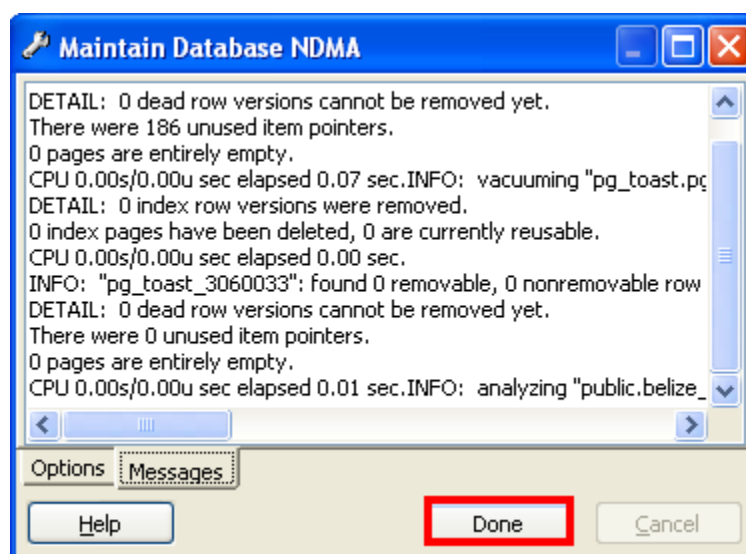 Maintain Database NDMA
DETAIL:  0 dead row versions cannot be removed yet.
There were 186 unused item pointers.
0 pages are entirely empty.
CPU 0.00s/0.00u sec elapsed 0.07 sec.INFO:  vacuuming "pg_toast.pg
DETAIL:  0 index row versions were removed.
0 index pages have been deleted, 0 are currently reusable.
CPU 0.00s/0.00u sec elapsed 0.00 sec.
INFO:  "pg_toast_3060033": found 0 removable, 0 nonremovable row
DETAIL:  0 dead row versions cannot be removed yet.
There were 0 unused item pointers.
0 pages are entirely empty.
CPU 0.00s/0.00u sec elapsed 0.01 sec.INFO:  analyzing "public.belize_
Options Messages
Help Done Cancel